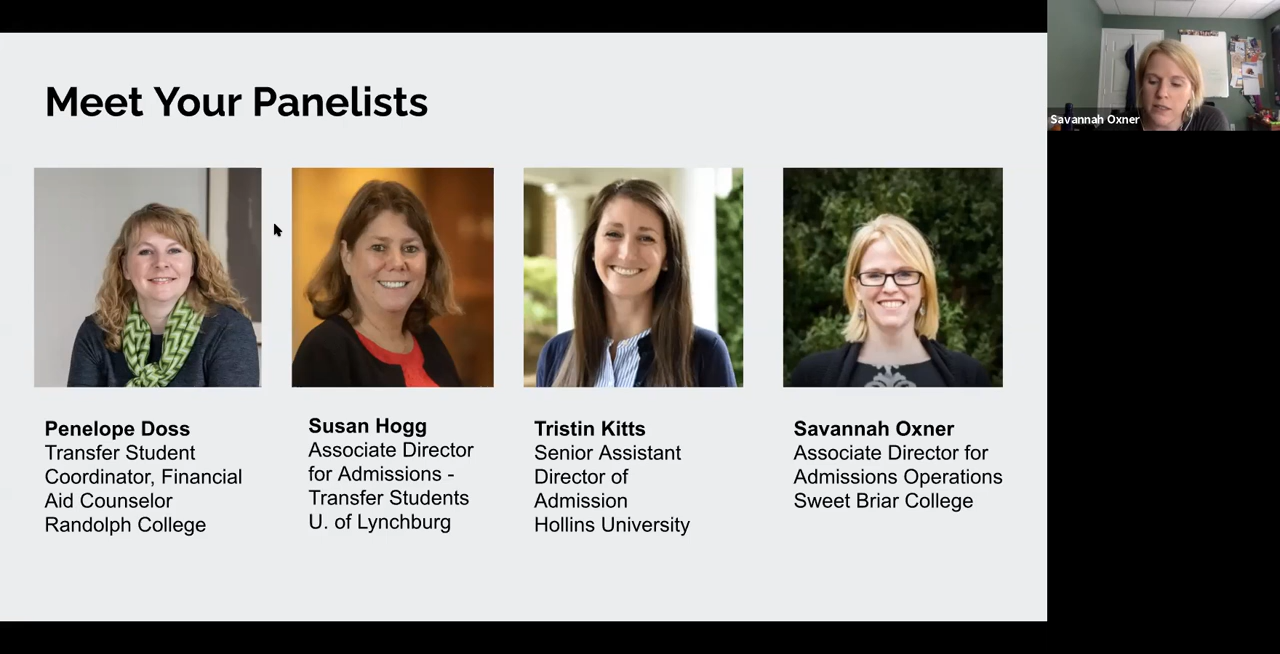 Meet Your Panelists
Savannah Oxner
Penelope Doss
Transfer Student
Coordinator, Financial
Aid Counselor
Randolph College
Susan Hogg
Associate Director
for Admissions -
Transfer Students
U. of Lynchburg
Tristin Kitts
Senior Assistant
Director of
Admission
Hollins University
Savannah Oxner
Associate Director for
Admissions Operations
Sweet Briar College